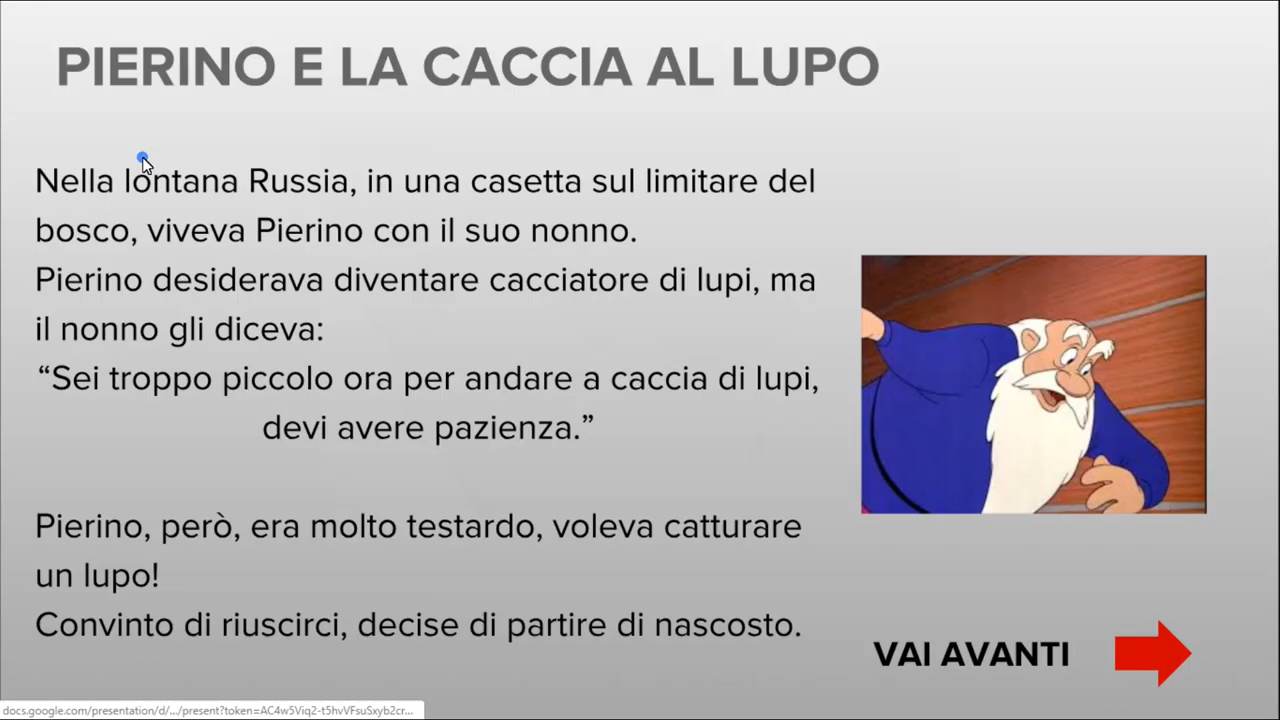 PIERINO E LA CACCIA AL LUPO
Nella lontana Russia, in una casetta sul limitare del
bosco, viveva Pierino con il suo nonno.
Pierino desiderava diventare cacciatore di lupi, ma
il nonno gli diceva:
“Sei troppo piccolo ora per andare a caccia di lupi,
devi avere pazienza.”
Pierino, però, era molto testardo, voleva catturare
un lupo!
Convinto di riuscirci, decise di partire di nascosto.
VAI AVANTI
docs.google.com/presentation/d/.../present?token=AC4w5Viq2-t5hvVFsuSxyb2cr...